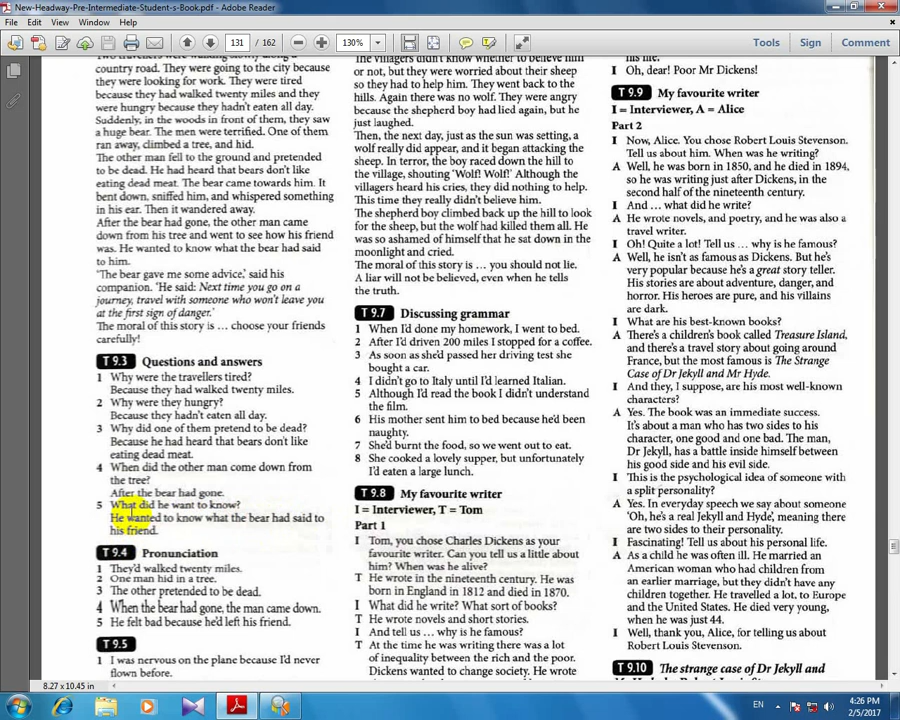 New-Headway-Pre-Intermediate-Student-s-Book.pdf - Adobe Reader
File Edit View Window Help
131 / 162 130% Tools Sign Comment
country road. They were going to the city because
they were looking for work. They were tired
because they had walked twenty miles and they
were hungry because they hadn't eaten all day.
Suddenly, in the woods in front of them, they saw
a huge bear. The men were terrified. One of them
ran away, climbed a tree, and hid.
The other man fell to the ground and pretended
to be dead. He had heard that bears don't like
eating dead meat. The bear came towards him. It
bent down, sniffed him, and whispered something
in his ear. Then it wandered away.
After the bear had gone, the other man came
down from his tree and went to see how his friend
was. He wanted to know what the bear had said
to him.
'The bear gave me some advice,' said his
companion. 'He said: Next time you go on a
journey, travel with someone who won't leave you
at the first sign of danger.'
The moral of this story is … choose your friends
carefully!
T 9.3 Questions and answers
1 Why were the travellers tired?
Because they had walked twenty miles.
2 Why were they hungry?
Because they hadn't eaten all day.
3 Why did one of them pretend to be dead?
Because he had heard that bears don't like
eating dead meat.
4 When did the other man come down from
the tree?
After the bear had gone.
5 What did he want to know?
He wanted to know what the bear had said to
his friend.
T 9.4 Pronunciation
1 They'd walked twenty miles.
2 One man hid in a tree.
3 The other pretended to be dead.
4 When the bear had gone, the man came down.
5 He felt bad because he'd left his friend.
T 9.5
1 I was nervous on the plane because I'd never
flown before.
The villagers didn't know whether to believe him
or not, but they were worried about their sheep
so they had to help him. They went back to the
hills. Again there was no wolf. They were angry
because the shepherd boy had lied again, but he
just laughed.
Then, the next day, just as the sun was setting, a
wolf really did appear, and it began attacking the
sheep. In terror, the boy raced down the hill to
the village, shouting 'Wolf! Wolf!' Although the
villagers heard his cries, they did nothing to help.
This time they really didn't believe him.
The shepherd boy climbed back up the hill to look
for the sheep, but the wolf had killed them all. He
was so ashamed of himself that he sat down in the
moonlight and cried.
The moral of this story is … you should not lie.
A liar will not be believed, even when he tells
the truth.
T 9.7 Discussing grammar
1 When I'd done my homework, I went to bed.
2 After I'd driven 200 miles I stopped for a coffee.
3 As soon as she'd passed her driving test she
bought a car.
4 I didn't go to Italy until I'd learned Italian.
5 Although I'd read the book I didn't understand
the film.
6 His mother sent him to bed because he'd been
naughty.
7 She'd burnt the food, so we went out to eat.
8 She cooked a lovely supper, but unfortunately
I'd eaten a large lunch.
T 9.8 My favourite writer
I = Interviewer, T = Tom
Part 1
I Tom, you chose Charles Dickens as your
favourite writer. Can you tell us a little about
him? When was he alive?
T He wrote in the nineteenth century. He was
born in England in 1812 and died in 1870.
I What did he write? What sort of books?
T He wrote novels and short stories.
I And tell us … why is he famous?
T At the time he was writing there was a lot
of inequality between the rich and the poor.
Dickens wanted to change society. He wrote
his life.
I Oh, dear! Poor Mr Dickens!
T 9.9 My favourite writer
I = Interviewer, A = Alice
Part 2
I Now, Alice. You chose Robert Louis Stevenson.
Tell us about him. When was he writing?
A Well, he was born in 1850, and he died in 1894,
so he was writing just after Dickens, in the
second half of the nineteenth century.
I And … what did he write?
A He wrote novels, and poetry, and he was also a
travel writer.
I Oh! Quite a lot! Tell us … why is he famous?
A Well, he isn't as famous as Dickens. But he's
very popular because he's a great story teller.
His stories are about adventure, danger, and
horror. His heroes are pure, and his villains
are dark.
I What are his best-known books?
A There's a children's book called Treasure Island,
and there's a travel story about going around
France, but the most famous is The Strange
Case of Dr Jekyll and Mr Hyde.
I And they, I suppose, are his most well-known
characters?
A Yes. The book was an immediate success.
It's about a man who has two sides to his
character, one good and one bad. The man,
Dr Jekyll, has a battle inside himself between
his good side and his evil side.
I This is the psychological idea of someone with
a split personality?
A Yes. In everyday speech we say about someone
'Oh, he's a real Jekyll and Hyde', meaning there
are two sides to their personality.
I Fascinating! Tell us about his personal life.
A As a child he was often ill. He married an
American woman who had children from
an earlier marriage, but they didn't have any
children together. He travelled a lot, to Europe
and the United States. He died very young,
when he was just 44.
I Well, thank you, Alice, for telling us about
Robert Louis Stevenson.
T 9.10 The strange case of Dr Jekyll and
8.27 x 10.45 in
EN 4:26 PM
2/5/2017